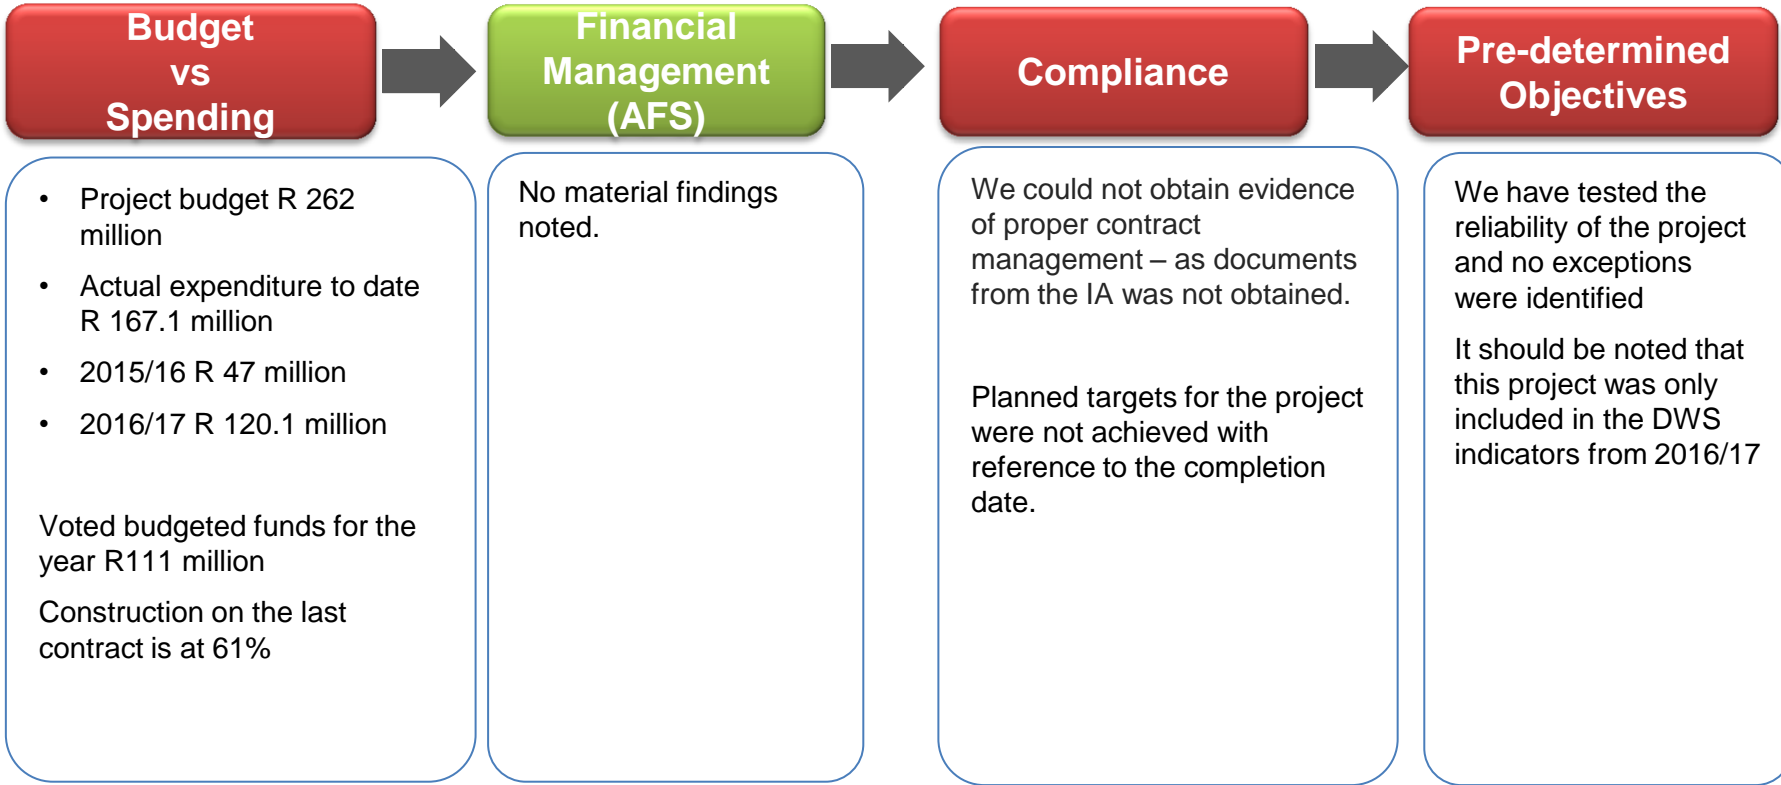 Budget
vs
Spending
Financial
Management
(AFS)
Compliance
Pre-determined
Objectives
• Project budget R 262
million
• Actual expenditure to date
R 167.1 million
• 2015/16 R 47 million
• 2016/17 R 120.1 million
Voted budgeted funds for the
year R111 million
Construction on the last
contract is at 61%
No material findings
noted.
We could not obtain evidence
of proper contract
management – as documents
from the IA was not obtained.
Planned targets for the project
were not achieved with
reference to the completion
date.
We have tested the
reliability of the project
and no exceptions
were identified
It should be noted that
this project was only
included in the DWS
indicators from 2016/17